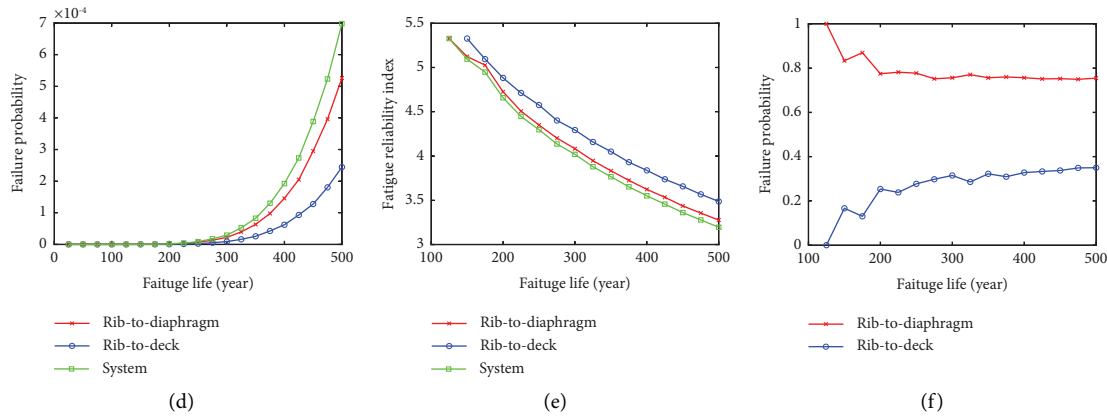 ×10⁻⁴
7
6
5
4
3
2
1
0
Failure probability
0
100
200
300
400
500
Faituge life (year)
Rib-to-diaphragm
Rib-to-deck
System
(d)
5.5
5
4.5
4
3.5
3
Fatigue reliability index
100
200
300
400
500
Faituge life (year)
Rib-to-diaphragm
Rib-to-deck
System
(e)
1
0.8
0.6
0.4
0.2
0
Failure probability
100
200
300
400
500
Faituge life (year)
Rib-to-diaphragm
Rib-to-deck
(f)